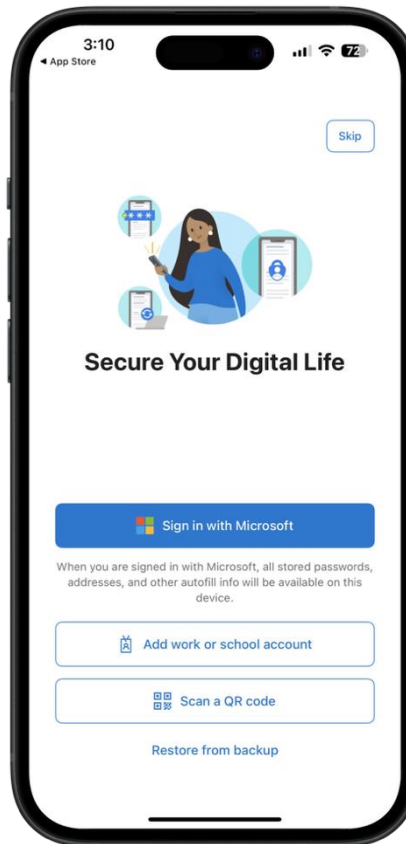 3:10
72
◀ App Store
Skip
Secure Your Digital Life
Sign in with Microsoft
When you are signed in with Microsoft, all stored passwords,
addresses, and other autofill info will be available on this
device.
Add work or school account
Scan a QR code
Restore from backup